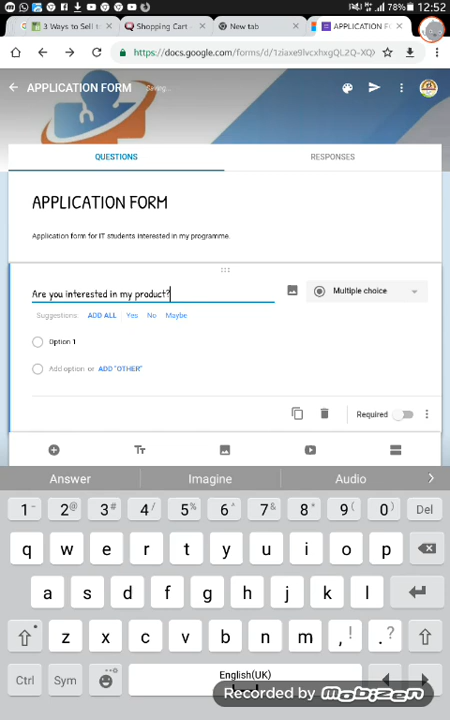 78% 12:52
3 Ways to Sell t
Shopping Cart -
New tab
APPLICATION F
https://docs.google.com/forms/d/1ziaxe9lvcxhxgQL2Q-XQX
APPLICATION FORM Saving...
QUESTIONS RESPONSES
APPLICATION FORM
Application form for IT students interested in my programme.
Are you interested in my product?
Multiple choice
Suggestions: ADD ALL Yes No Maybe
Option 1
Add option or ADD "OTHER"
Required
Tт
Answer Imagine Audio
1 2@ 3# 4/ 5% 6^ 7& 8* 9( 0) Del
q w e r t y u i o p
a s d f g h j k l
z x c v b n m ,! .?
Ctrl Sym English(UK)
Recorded by MOBIZEN